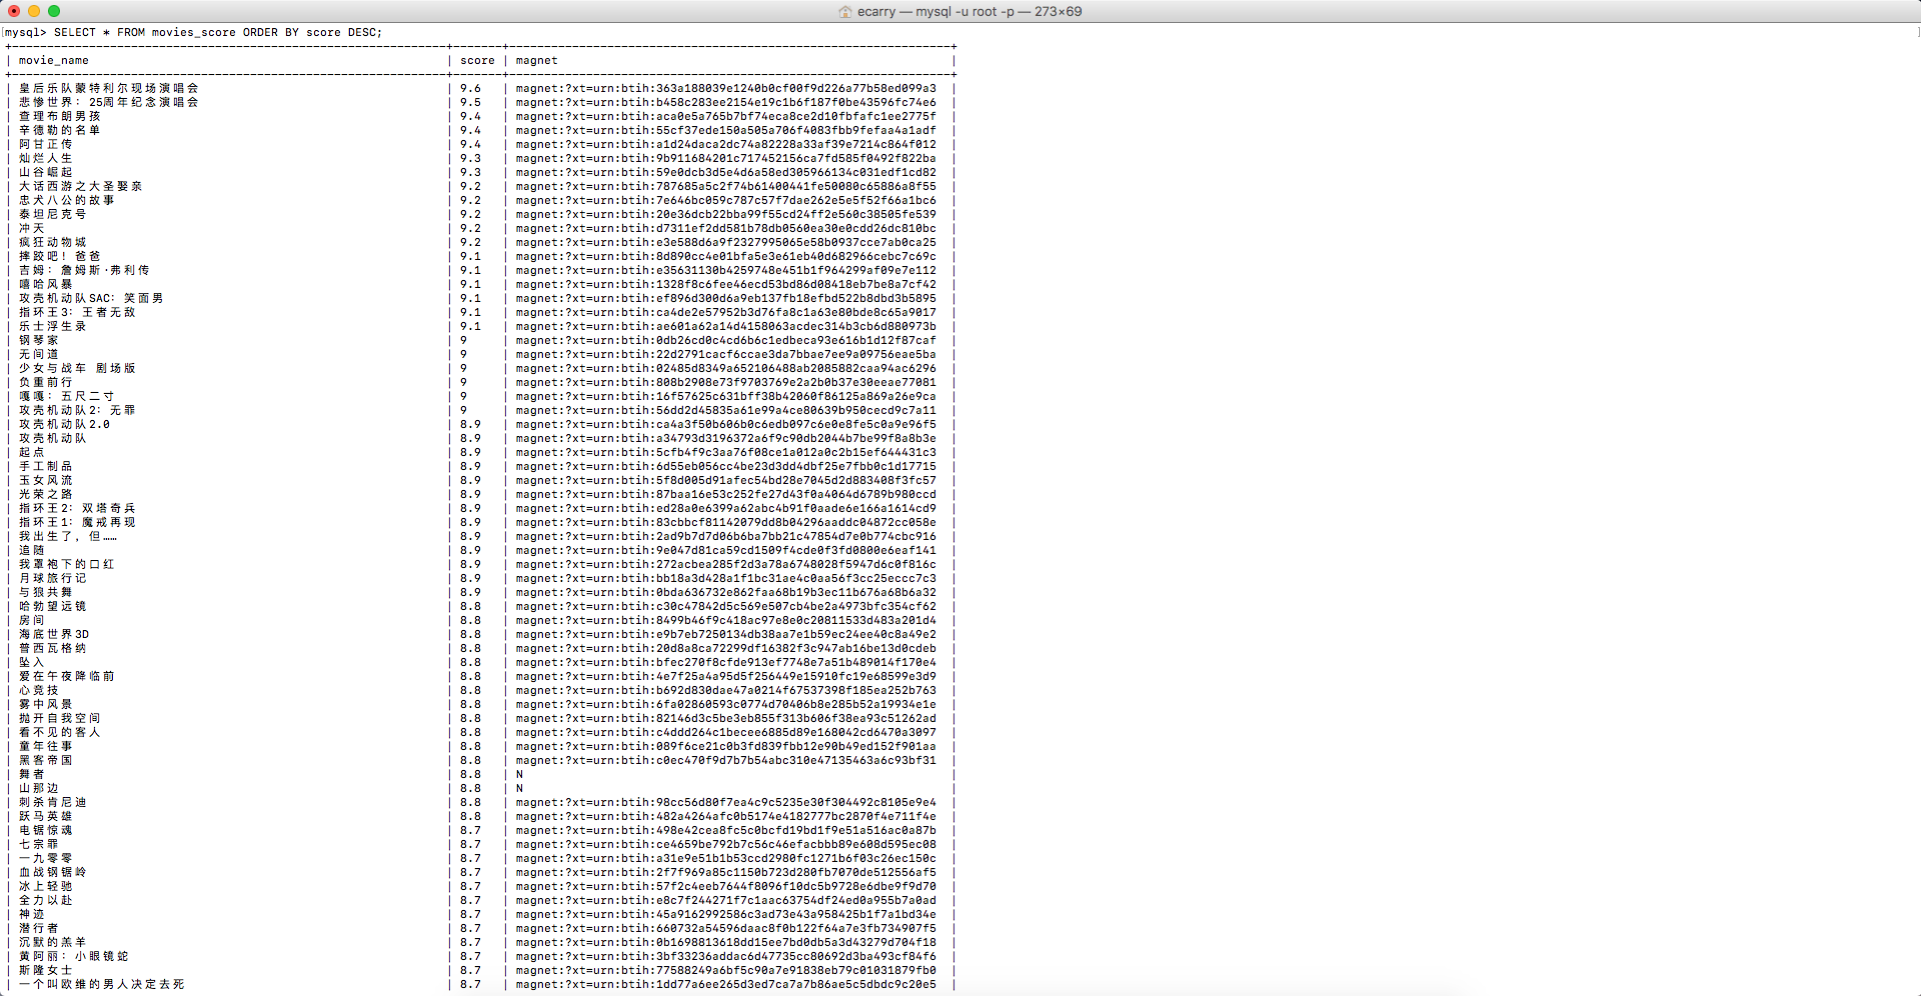 ecarry — mysql -u root -p — 273×69
mysql> SELECT * FROM movies_score ORDER BY score DESC;
| movie_name | score | magnet |
| 皇后乐队蒙特利尔现场演唱会 | 9.6 | magnet:?xt=urn:btih:363a188039e1240b0cf00f9d226a77b58ed099a3 |
| 悲惨世界：25周年纪念演唱会 | 9.5 | magnet:?xt=urn:btih:b458c283ee2154e19c1b6f187f0be43596fc74e6 |
| 查理布朗男孩 | 9.4 | magnet:?xt=urn:btih:aca0e5a765b7bf74eca8ce2d10fbfafc1ee2775f |
| 辛德勒的名单 | 9.4 | magnet:?xt=urn:btih:55cf37ede150a505a706f4083fbb9fefaa4a1adf |
| 阿甘正传 | 9.4 | magnet:?xt=urn:btih:a1d24daca2dc74a82228a33af39e7214c864f012 |
| 灿烂人生 | 9.3 | magnet:?xt=urn:btih:9b911684201c717452156ca7fd585f0492f822ba |
| 山谷崛起 | 9.3 | magnet:?xt=urn:btih:59e0dcb3d5e4d6a58ed305966134c031edf1cd82 |
| 大话西游之大圣娶亲 | 9.2 | magnet:?xt=urn:btih:787685a5c2f74b61400441fe50080c65886a8f55 |
| 忠犬八公的故事 | 9.2 | magnet:?xt=urn:btih:7e646bc059c787c57f7dae262e5e5f52f66a1bc6 |
| 泰坦尼克号 | 9.2 | magnet:?xt=urn:btih:20e36dcb22bba99f55cd24ff2e560c38505fe539 |
| 冲天 | 9.2 | magnet:?xt=urn:btih:d7311ef2dd581b78db0560ea30e0cdd26dc810bc |
| 疯狂动物城 | 9.2 | magnet:?xt=urn:btih:e3e588d6a9f2327995065e58b0937cce7ab0ca25 |
| 摔跤吧！爸爸 | 9.1 | magnet:?xt=urn:btih:8d890cc4e01bfa5e3e61eb40d682966cebc7c69c |
| 吉姆：詹姆斯·弗利传 | 9.1 | magnet:?xt=urn:btih:e35631130b4259748e451b1f964299af09e7e112 |
| 嘻哈风暴 | 9.1 | magnet:?xt=urn:btih:1328f8c6fee46ecd53bd86d08418eb7be8a7cf42 |
| 攻壳机动队SAC：笑面男 | 9.1 | magnet:?xt=urn:btih:ef896d300d6a9eb137fb18efbd522b8dbd3b5895 |
| 指环王3：王者无敌 | 9.1 | magnet:?xt=urn:btih:ca4de2e57952b3d76fa8c1a63e80bde8c65a9017 |
| 乐士浮生录 | 9.1 | magnet:?xt=urn:btih:ae601a62a14d4158063acdec314b3cb6d880973b |
| 钢琴家 | 9 | magnet:?xt=urn:btih:0db26cd0c4cd6b6c1edbeca93e616b1d12f87caf |
| 无间道 | 9 | magnet:?xt=urn:btih:22d2791cacf6ccae3da7bbae7ee9a09756eae5ba |
| 少女与战车 剧场版 | 9 | magnet:?xt=urn:btih:02485d8349a652106488ab2085882caa94ac6296 |
| 负重前行 | 9 | magnet:?xt=urn:btih:808b2908e73f9703769e2a2b0b37e30eeae77081 |
| 嘎嘎：五尺二寸 | 9 | magnet:?xt=urn:btih:16f57625c631bff38b42060f86125a869a26e9ca |
| 攻壳机动队2：无罪 | 9 | magnet:?xt=urn:btih:56dd2d45835a61e99a4ce80639b950cecd9c7a11 |
| 攻壳机动队2.0 | 8.9 | magnet:?xt=urn:btih:ca4a3f50b606b0c6edb097c6e0e8fe5c0a9e96f5 |
| 攻壳机动队 | 8.9 | magnet:?xt=urn:btih:a34793d3196372a6f9c90db2044b7be99f8a8b3e |
| 起点 | 8.9 | magnet:?xt=urn:btih:5cfb4f9c3aa76f08ce1a012a0c2b15ef644431c3 |
| 手工制品 | 8.9 | magnet:?xt=urn:btih:6d55eb056cc4be23d3dd4dbf25e7fbb0c1d17715 |
| 玉女风流 | 8.9 | magnet:?xt=urn:btih:5f8d005d91afec54bd28e7045d2d883408f3fc57 |
| 光荣之路 | 8.9 | magnet:?xt=urn:btih:87baa16e53c252fe27d43f0a4064d6789b980ccd |
| 指环王2：双塔奇兵 | 8.9 | magnet:?xt=urn:btih:ed28a0e6399a62abc4b91f0aade6e166a1614cd9 |
| 指环王1：魔戒再现 | 8.9 | magnet:?xt=urn:btih:83cbbcf81142079dd8b04296aaddc04872cc058e |
| 我出生了，但…… | 8.9 | magnet:?xt=urn:btih:2ad9b7d7d06b6ba7bb21c47854d7e0b774cbc916 |
| 追随 | 8.9 | magnet:?xt=urn:btih:9e047d81ca59cd1509f4cde0f3fd0800e6eaf141 |
| 我罩袍下的口红 | 8.9 | magnet:?xt=urn:btih:272acbea285f2d3a78a6748028f5947d6c0f816c |
| 月球旅行记 | 8.9 | magnet:?xt=urn:btih:bb18a3d428a1f1bc31ae4c0aa56f3cc25eccc7c3 |
| 与狼共舞 | 8.9 | magnet:?xt=urn:btih:0bda636732e862faa68b19b3ec11b676a68b6a32 |
| 哈勃望远镜 | 8.8 | magnet:?xt=urn:btih:c30c47842d5c569e507cb4be2a4973bfc354cf62 |
| 房间 | 8.8 | magnet:?xt=urn:btih:8499b46f9c418ac97e8e0c20811533d483a201d4 |
| 海底世界3D | 8.8 | magnet:?xt=urn:btih:e9b7eb7250134db38aa7e1b59ec24ee40c8a49e2 |
| 普西瓦格纳 | 8.8 | magnet:?xt=urn:btih:20d8a8ca72299df16382f3c947ab16be13d0cdeb |
| 坠入 | 8.8 | magnet:?xt=urn:btih:bfec270f8cfde913ef7748e7a51b489014f170e4 |
| 爱在午夜降临前 | 8.8 | magnet:?xt=urn:btih:4e7f25a4a95d5f256449e15910fc19e68599e3d9 |
| 心竞技 | 8.8 | magnet:?xt=urn:btih:b692d830dae47a0214f67537398f185ea252b763 |
| 雾中风景 | 8.8 | magnet:?xt=urn:btih:6fa02860593c0774d70406b8e285b52a19934e1e |
| 抛开自我空间 | 8.8 | magnet:?xt=urn:btih:82146d3c5be3eb855f313b606f38ea93c51262ad |
| 看不见的客人 | 8.8 | magnet:?xt=urn:btih:c4ddd264c1becee6885d89e168042cd6470a3097 |
| 童年往事 | 8.8 | magnet:?xt=urn:btih:089f6ce21c0b3fd839fbb12e90b49ed152f901aa |
| 黑客帝国 | 8.8 | magnet:?xt=urn:btih:c0ec470f9d7b7b54abc310e47135463a6c93bf31 |
| 舞者 | 8.8 | N |
| 山那边 | 8.8 | N |
| 刺杀肯尼迪 | 8.8 | magnet:?xt=urn:btih:98cc56d80f7ea4c9c5235e30f304492c8105e9e4 |
| 跃马英雄 | 8.8 | magnet:?xt=urn:btih:482a4264afc0b5174e4182777bc2870f4e711f4e |
| 电锯惊魂 | 8.7 | magnet:?xt=urn:btih:498e42cea8fc5c0bcfd19bd1f9e51a516ac0a87b |
| 七宗罪 | 8.7 | magnet:?xt=urn:btih:ce4659be792b7c56c46efacbbb89e608d595ec08 |
| 一九零零 | 8.7 | magnet:?xt=urn:btih:a31e9e51b1b53ccd2980fc1271b6f03c26ec150c |
| 血战钢锯岭 | 8.7 | magnet:?xt=urn:btih:2f7f969a85c1150b723d280fb7070de512556af5 |
| 冰上轻驰 | 8.7 | magnet:?xt=urn:btih:57f2c4eeb7644f8096f10dc5b9728e6dbe9f9d70 |
| 全力以赴 | 8.7 | magnet:?xt=urn:btih:e8c7f244271f7c1aac63754df24ed0a955b7a0ad |
| 神迹 | 8.7 | magnet:?xt=urn:btih:45a9162992586c3ad73e43a958425b1f7a1bd34e |
| 潜行者 | 8.7 | magnet:?xt=urn:btih:660732a54596daac8f0b122f64a7e3fb734907f5 |
| 沉默的羔羊 | 8.7 | magnet:?xt=urn:btih:0b1698813618dd15ee7bd0db5a3d43279d704f18 |
| 黄阿丽：小眼镜蛇 | 8.7 | magnet:?xt=urn:btih:3bf33236addac6d47735cc80692d3ba493cf84f6 |
| 斯隆女士 | 8.7 | magnet:?xt=urn:btih:77588249a6bf5c90a7e91838eb79c01031879fb0 |
| 一个叫欧维的男人决定去死 | 8.7 | magnet:?xt=urn:btih:1dd77a6ee265d3ed7ca7a7b86ae5c5dbdc9c20e5 |